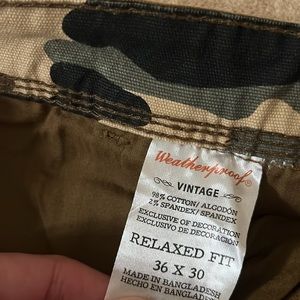 Weatherproof
VINTAGE
98% COTTON/ ALGODON
2% SPANDEX/ SPANDEX
EXCLUSIVE OF DECORATION
EXCLUSIVO DE DECORACIÓN
RELAXED FIT
36 X 30
MADE IN BANGLADESH
HECHO EN BANGLADESH